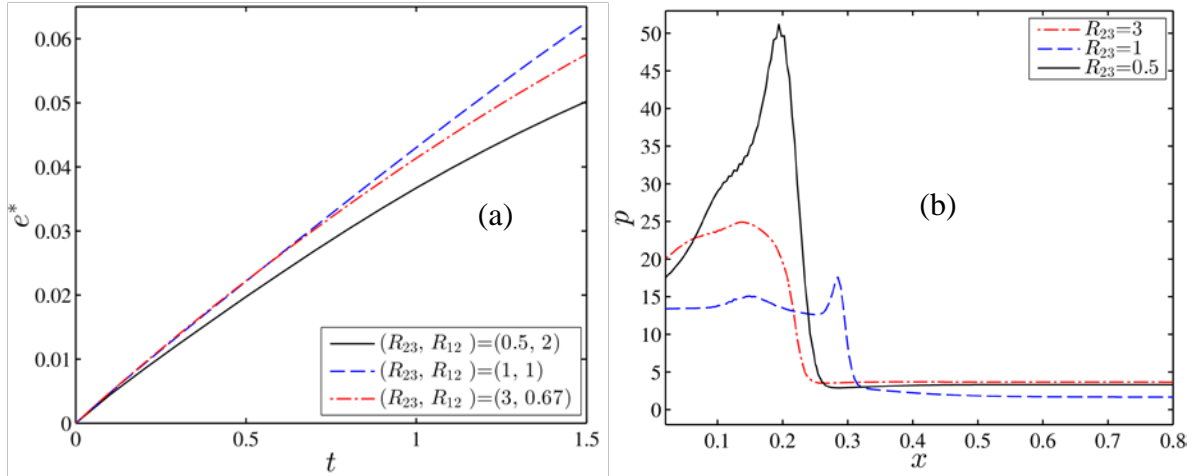 0.06
0.05
0.04
0.03
0.02
0.01
0
e*
0
0.5
1
1.5
t
(a)
(R23, R12 )=(0.5, 2)
(R23, R12 )=(1, 1)
(R23, R12 )=(3, 0.67)
50
45
40
35
30
25
20
15
10
5
0
p
0.1
0.2
0.3
0.4
0.5
0.6
0.7
0.8
x
(b)
R23=3
R23=1
R23=0.5